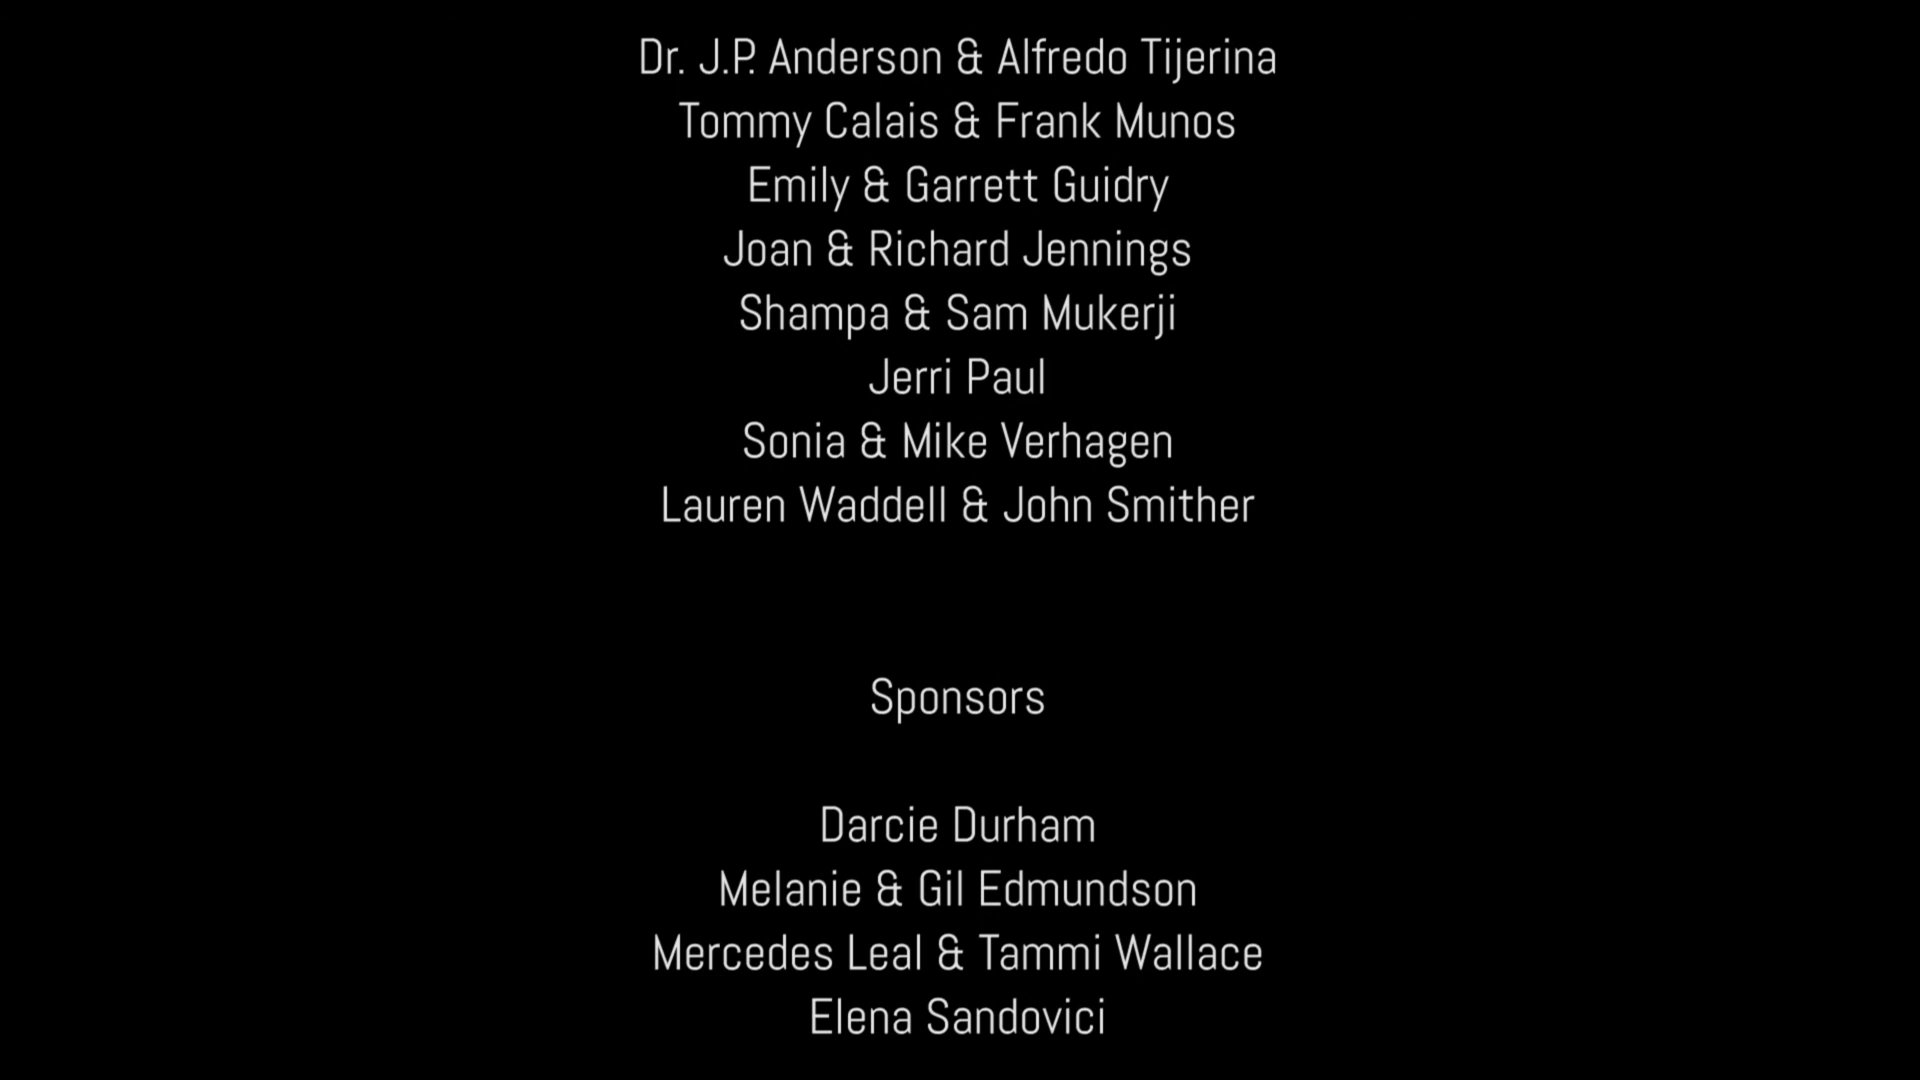 Dr. J.P. Anderson & Alfredo Tijerina
Tommy Calais & Frank Munos
Emily & Garrett Guidry
Joan & Richard Jennings
Shampa & Sam Mukerji
Jerri Paul
Sonia & Mike Verhagen
Lauren Waddell & John Smither
Sponsors
Darcie Durham
Melanie & Gil Edmundson
Mercedes Leal & Tammi Wallace
Elena Sandovici